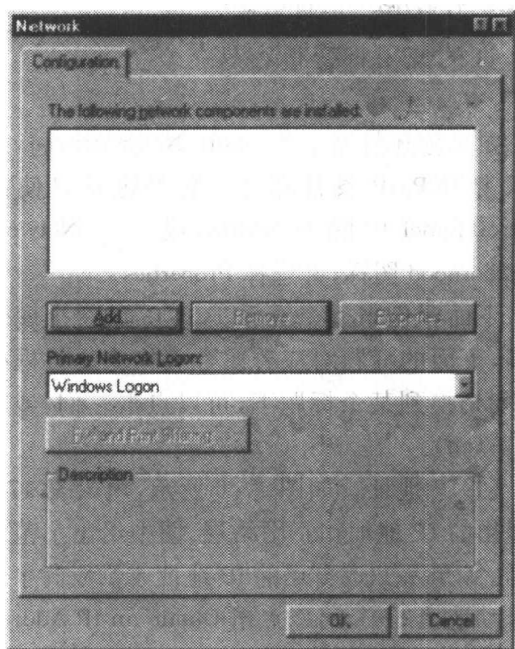 Network
Configuration
The following network components are installed:
Add...
Remove
Properties
Primary Network Logon:
Windows Logon
File and Print Sharing...
Description
OK
Cancel